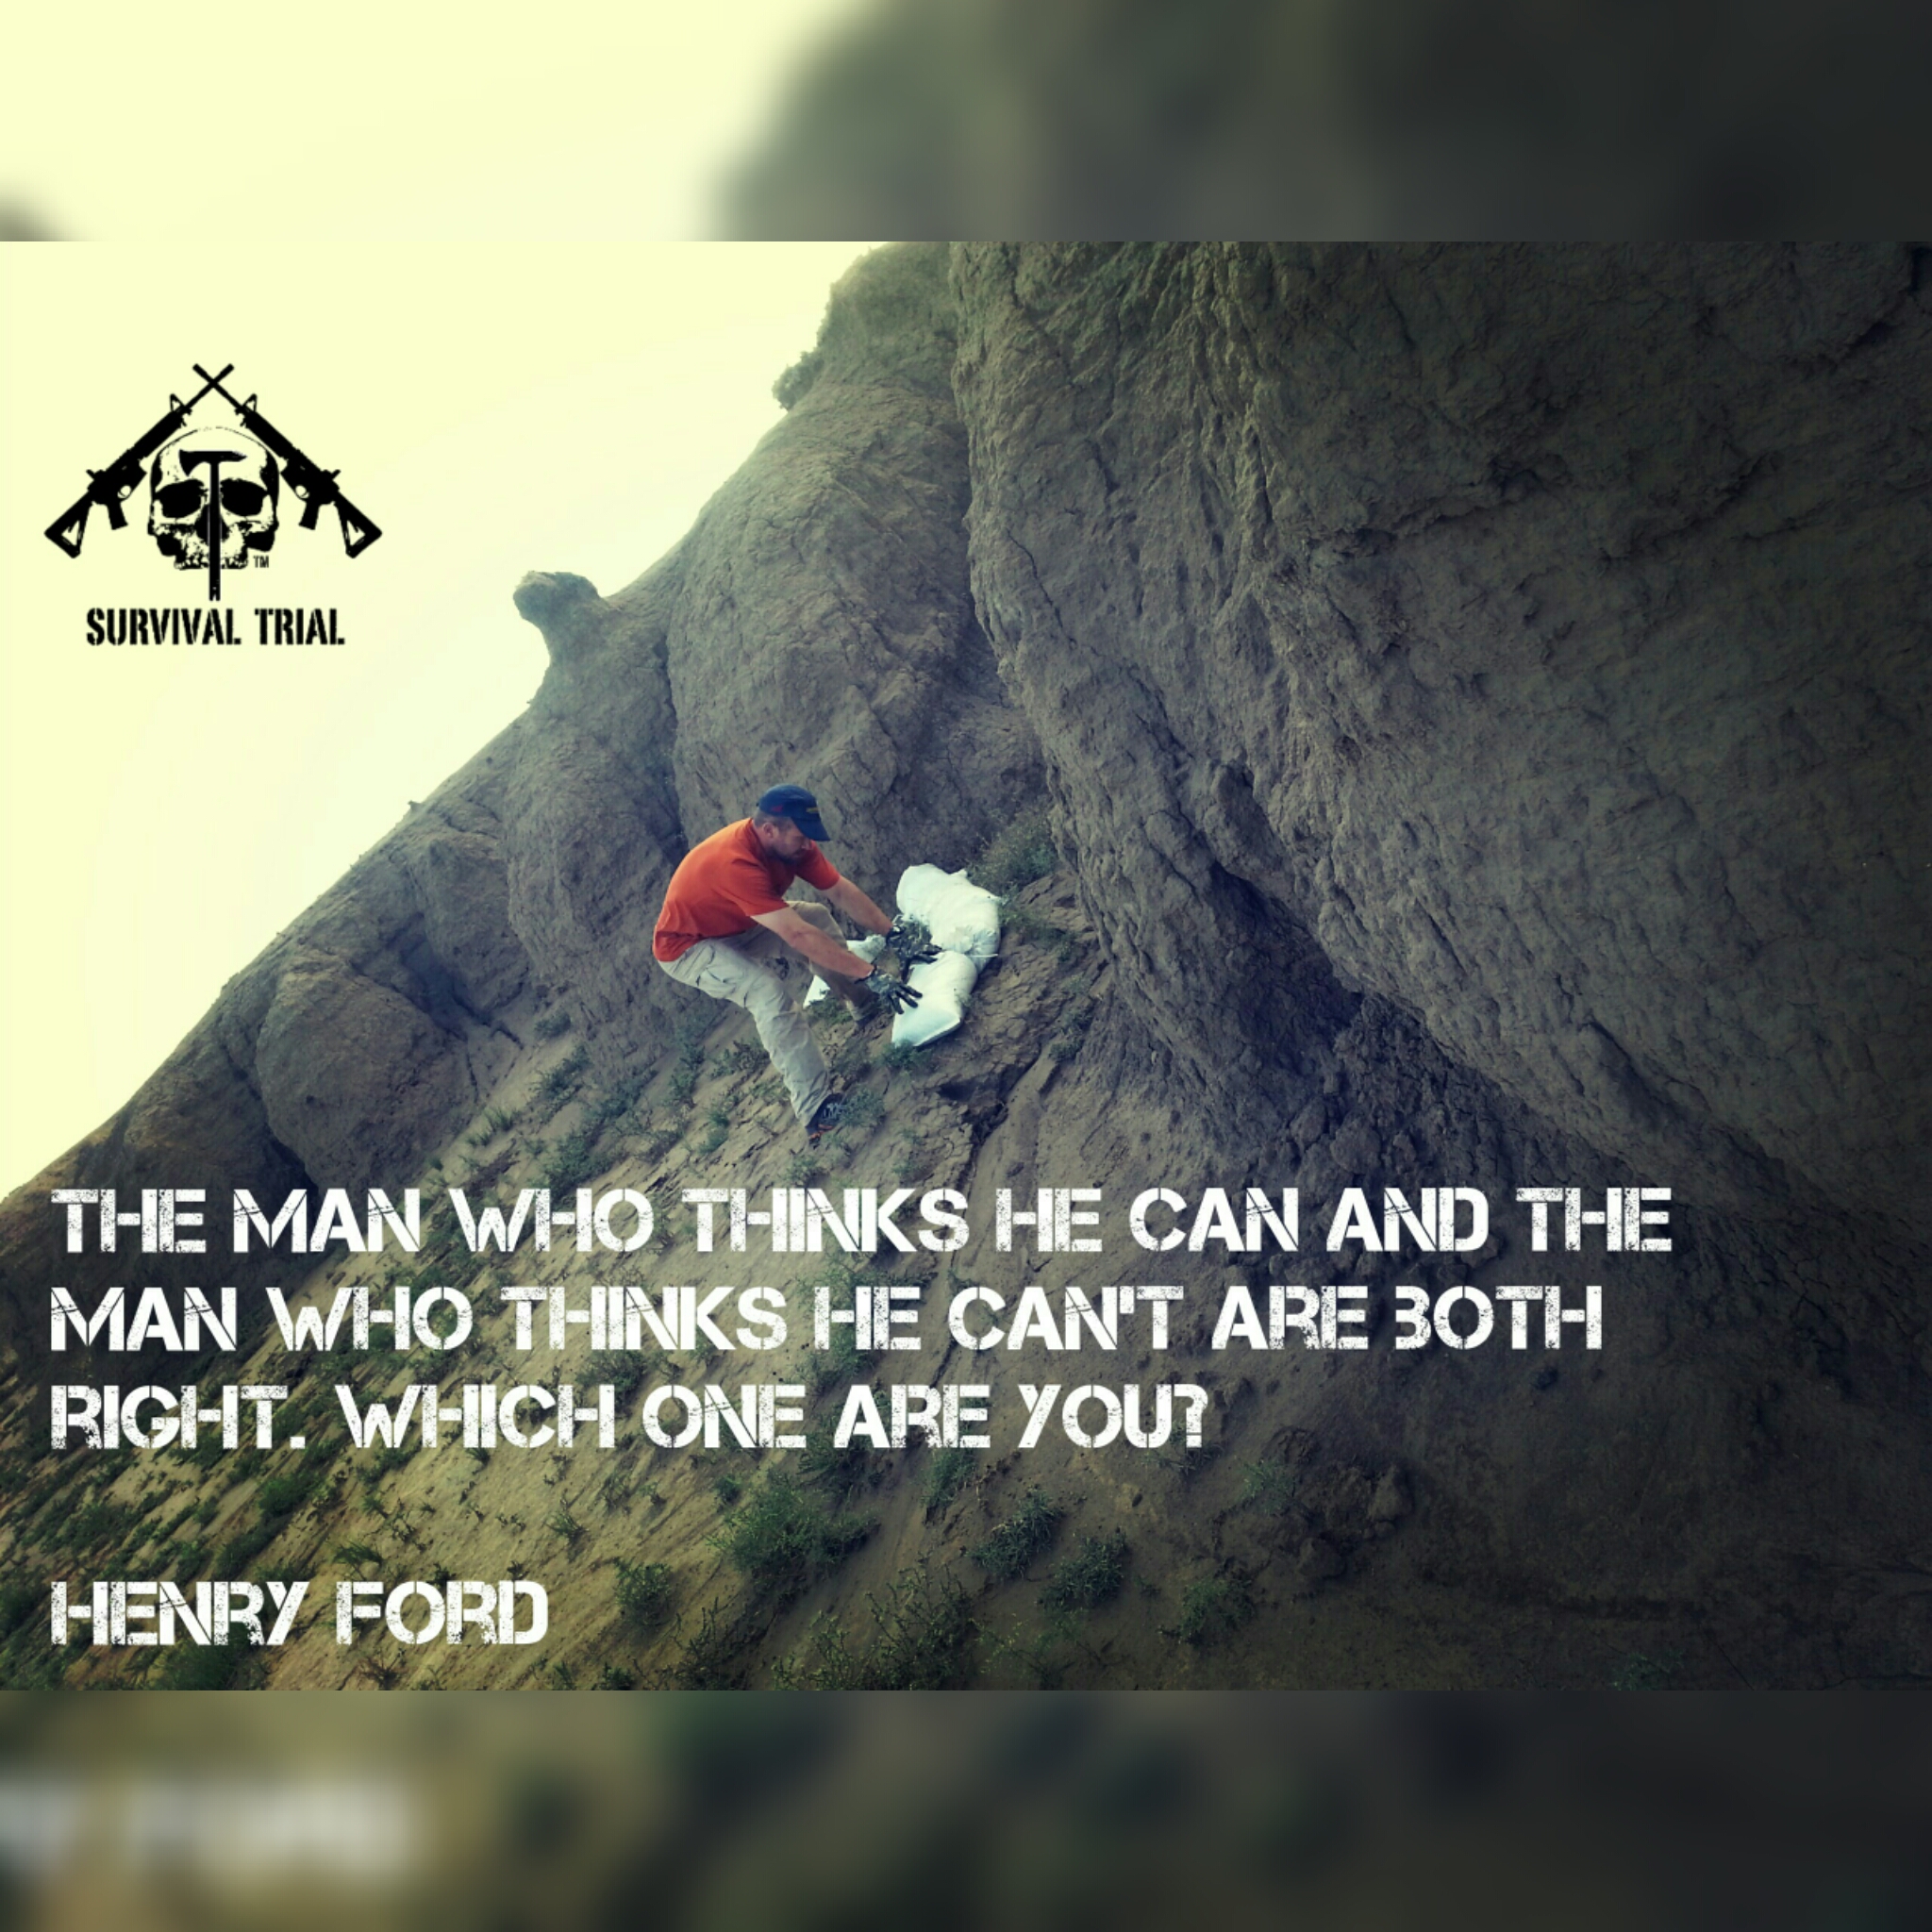 TM
SURVIVAL TRIAL
THE MAN WHO THINKS HE CAN AND THE
MAN WHO THINKS HE CAN'T ARE BOTH
RIGHT. WHICH ONE ARE YOU?
HENRY FORD